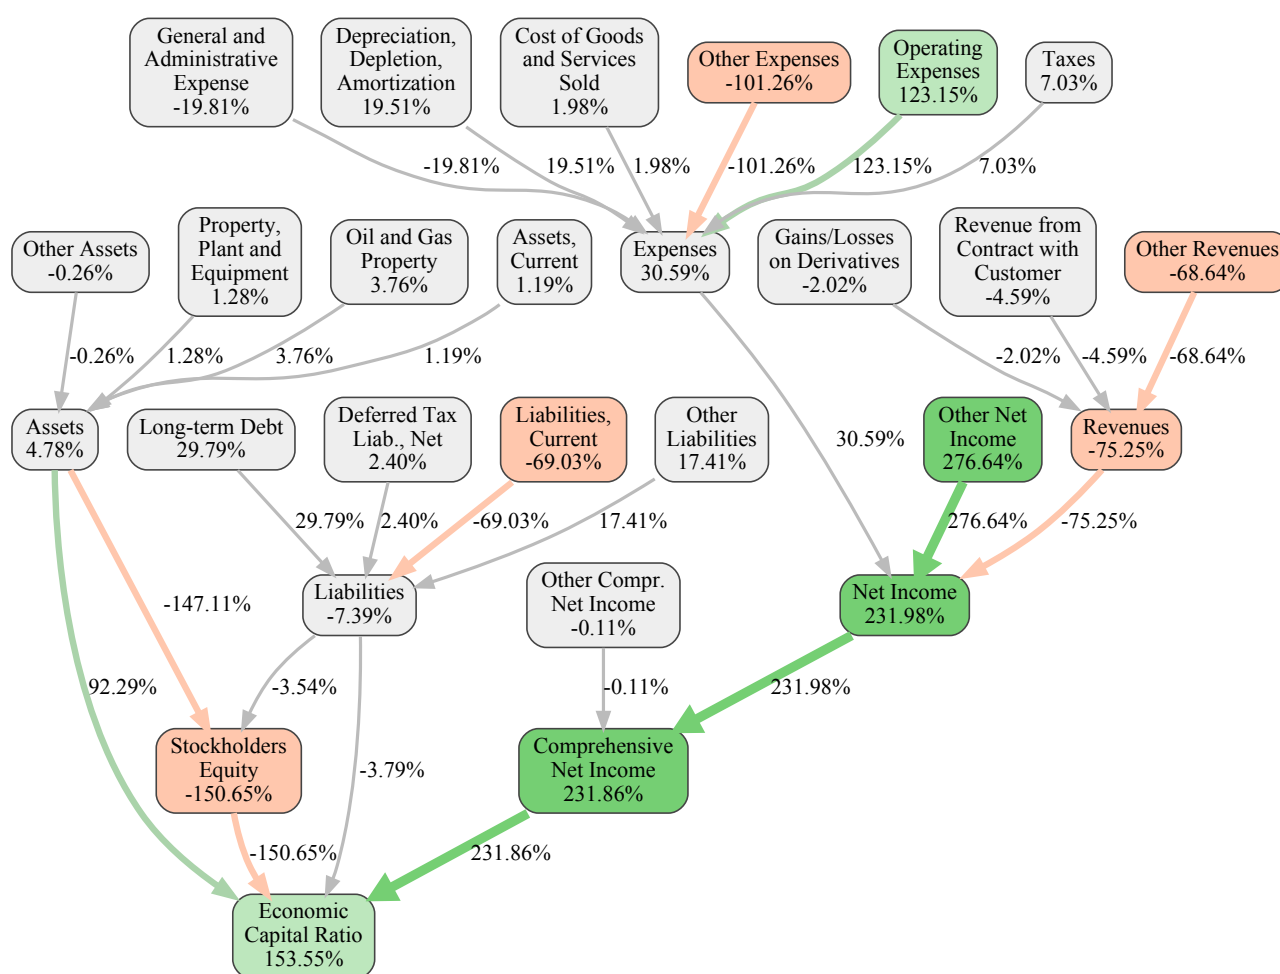 General and
Administrative
Expense
-19.81%
Depreciation,
Depletion,
Amortization
19.51%
Cost of Goods
and Services
Sold
1.98%
Other Expenses
-101.26%
Operating
Expenses
123.15%
Taxes
7.03%
-19.81%
19.51%
1.98%
-101.26%
123.15%
7.03%
Other Assets
-0.26%
Property,
Plant and
Equipment
1.28%
Oil and Gas
Property
3.76%
Assets,
Current
1.19%
Expenses
30.59%
Gains/Losses
on Derivatives
-2.02%
Revenue from
Contract with
Customer
-4.59%
Other Revenues
-68.64%
-0.26%
1.28%
3.76%
1.19%
-2.02%
-4.59%
-68.64%
Assets
4.78%
Long-term Debt
29.79%
Deferred Tax
Liab., Net
2.40%
Liabilities,
Current
-69.03%
Other
Liabilities
17.41%
30.59%
Other Net
Income
276.64%
Revenues
-75.25%
29.79%
2.40%
-69.03%
17.41%
276.64%
-75.25%
-147.11%
Liabilities
-7.39%
Other Compr.
Net Income
-0.11%
Net Income
231.98%
92.29%
-3.54%
-0.11%
231.98%
Stockholders
Equity
-150.65%
-3.79%
Comprehensive
Net Income
231.86%
-150.65%
231.86%
Economic
Capital Ratio
153.55%